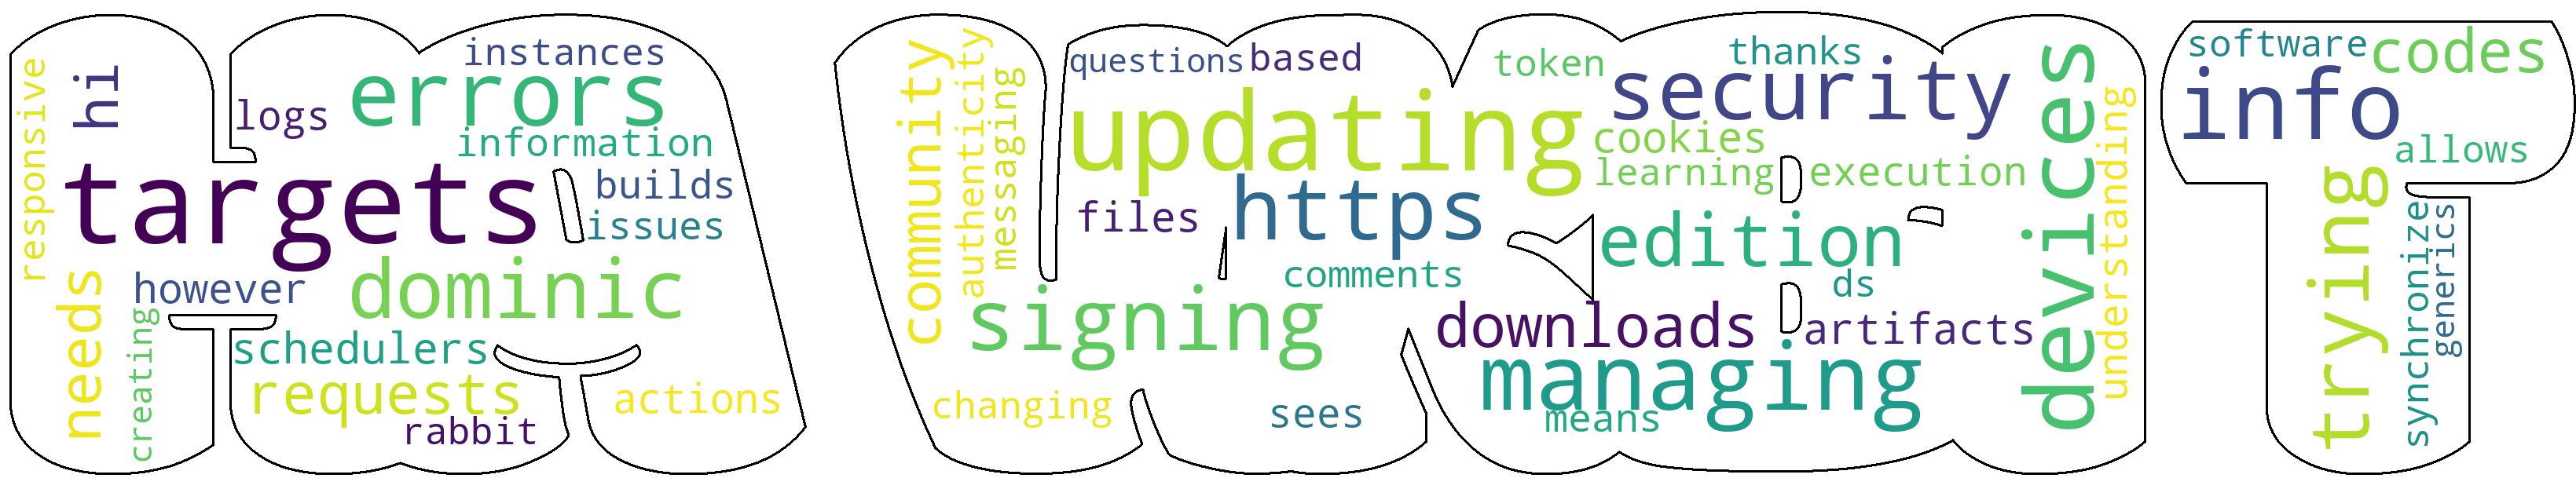 responsive
hi
instances
errors
logs
information
targets
builds
issues
needs
however
dominic
creating
schedulers
requests
actions
rabbit
community
authenticity
messaging
questions
based
updating
files
https
comments
signing
changing
sees
token
thanks
security
cookies
learning
execution
edition
ds
downloads
artifacts
managing
means
devices
understanding
software
codes
info
allows
trying
synchronize
generics